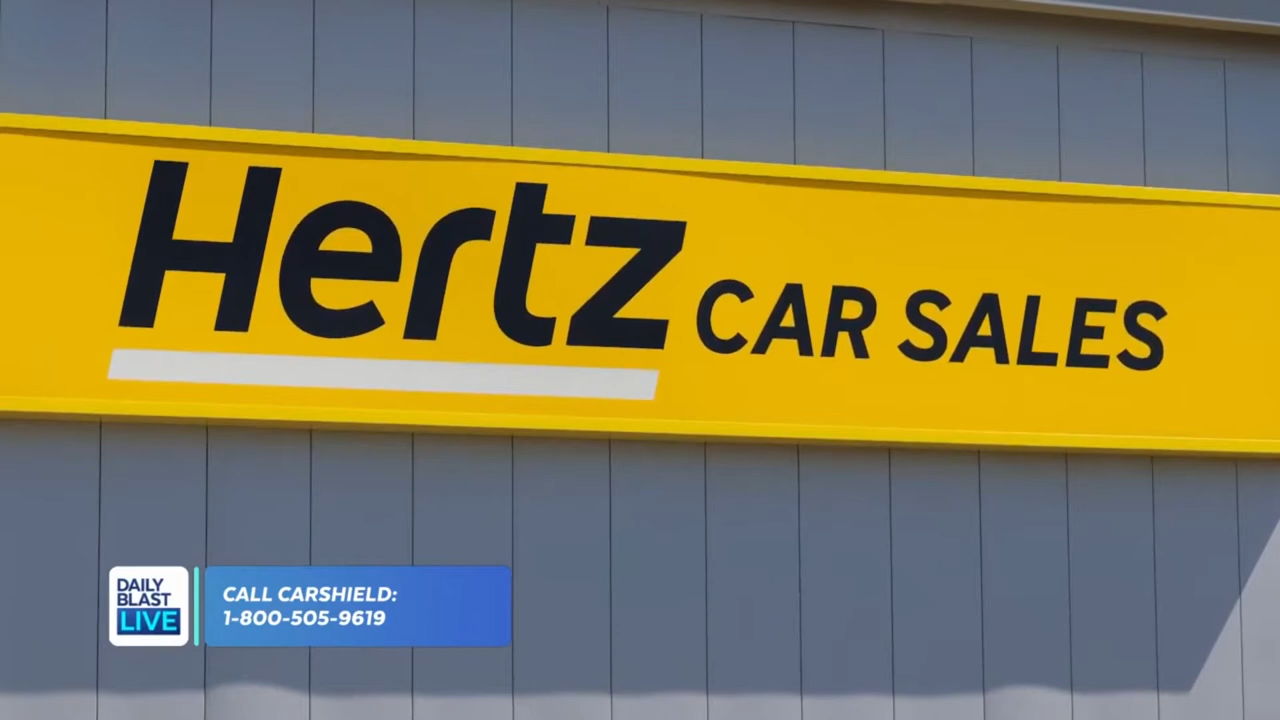 Hertz CAR SALES
DAILY
BLAST
LIVE
CALL CARSHIELD:
1-800-505-9619